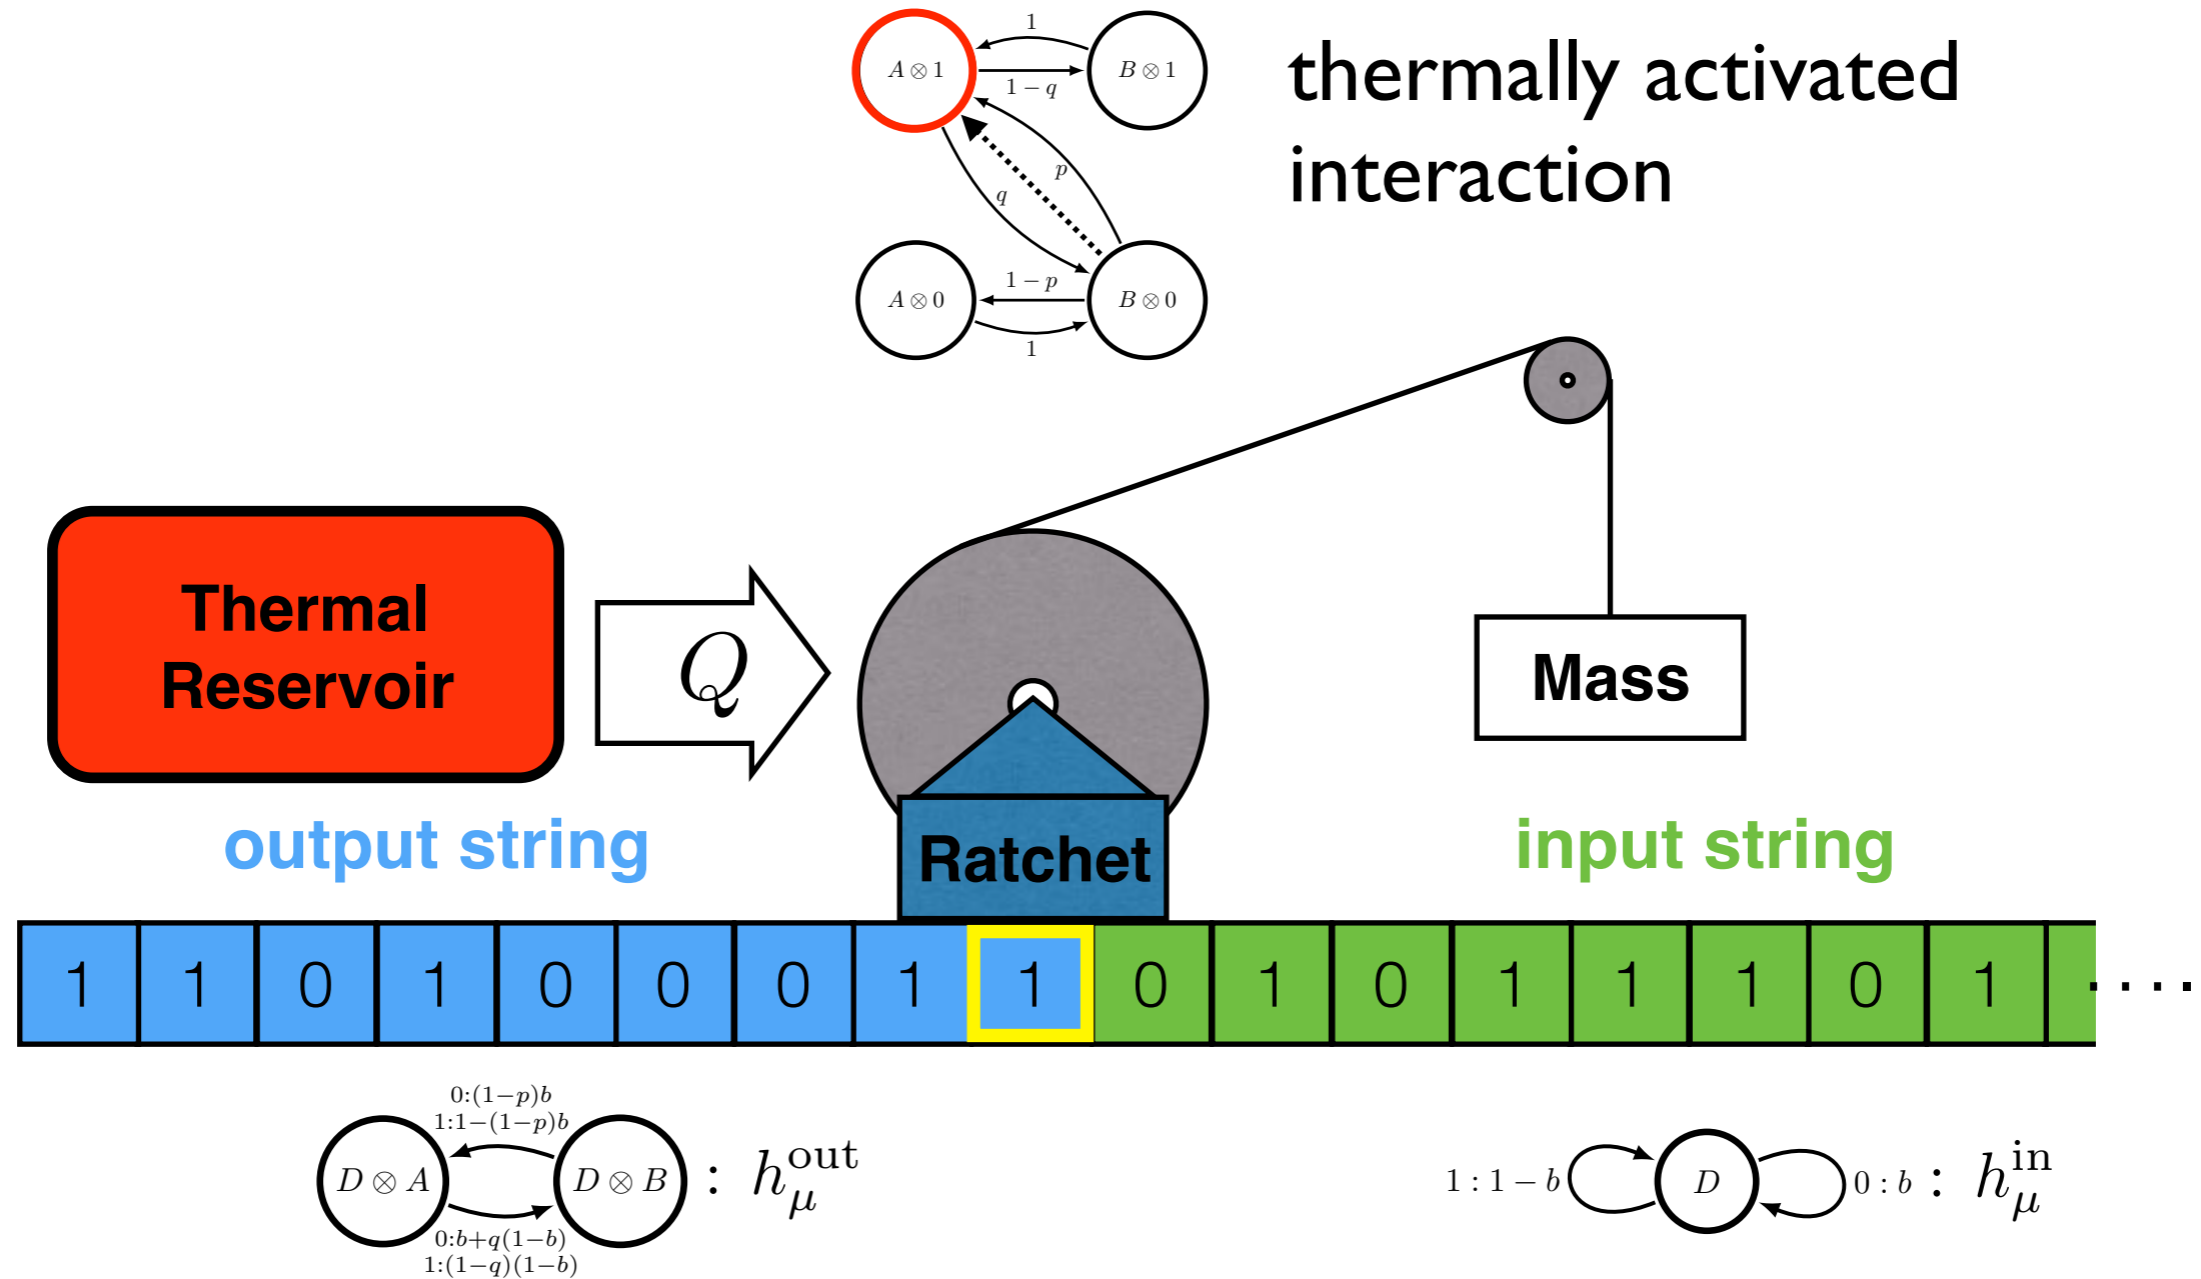 1
A ⊗ 1
B ⊗ 1
1 − q
thermally activated
interaction
p
q
1 − p
A ⊗ 0
B ⊗ 0
1
Thermal
Reservoir
Q
Mass
output string
Ratchet
input string
1 1 0 1 0 0 0 1 1 0 1 0 1 1 1 0 1 ....
0:(1−p)b
1:1−(1−p)b
D ⊗ A
D ⊗ B
: h_μ^out
0:b+q(1−b)
1:(1−q)(1−b)
1 : 1 − b
D
0 : b
: h_μ^in